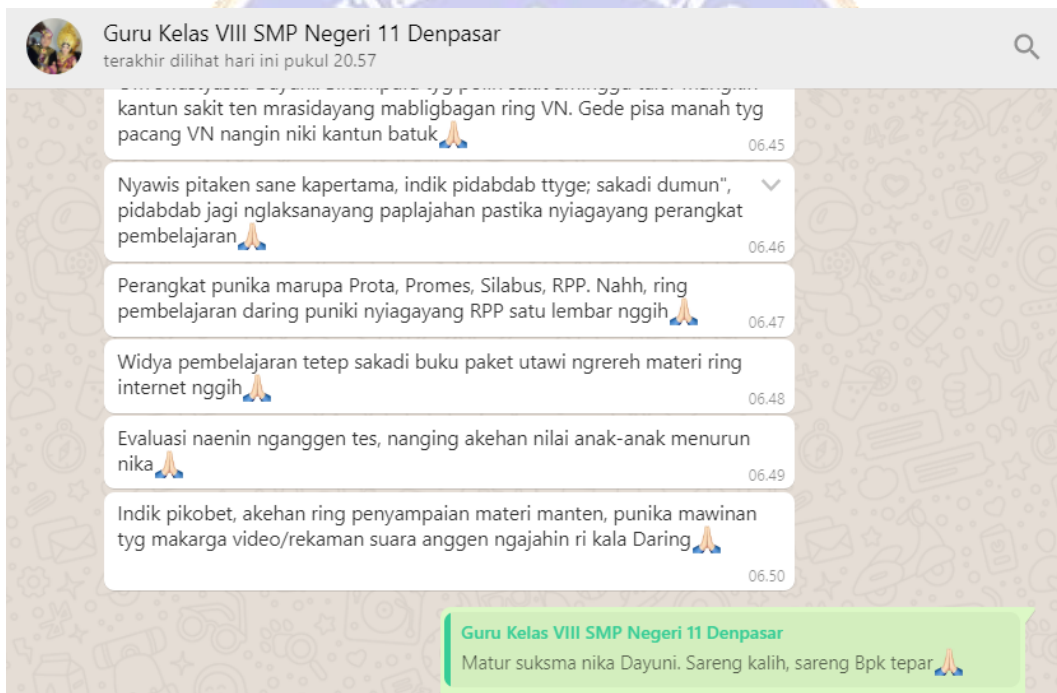 Guru Kelas VIII SMP Negeri 11 Denpasar
terakhir dilihat hari ini pukul 20.57
kantun sakit ten mrasidayang mabligbagan ring VN. Gede pisa manah tyg
pacang VN nangin niki kantun batuk🙏🏻
06.45
Nyawis pitaken sane kapertama, indik pidabdab ttyge; sakadi dumun",
pidabdab jagi nglaksanayang paplajahan pastika nyiagayang perangkat
pembelajaran🙏🏻
06.46
Perangkat punika marupa Prota, Promes, Silabus, RPP. Nahh, ring
pembelajaran daring puniki nyiagayang RPP satu lembar nggih🙏🏻
06.47
Widya pembelajaran tetep sakadi buku paket utawi ngrereh materi ring
internet nggih🙏🏻
06.48
Evaluasi naenin nganggen tes, nanging akehan nilai anak-anak menurun
nika🙏🏻
06.49
Indik pikobet, akehan ring penyampaian materi manten, punika mawinan
tyg makarga video/rekaman suara anggen ngajahin ri kala Daring🙏🏻
06.50
Guru Kelas VIII SMP Negeri 11 Denpasar
Matur suksma nika Dayuni. Sareng kalih, sareng Bpk tepar🙏🏻